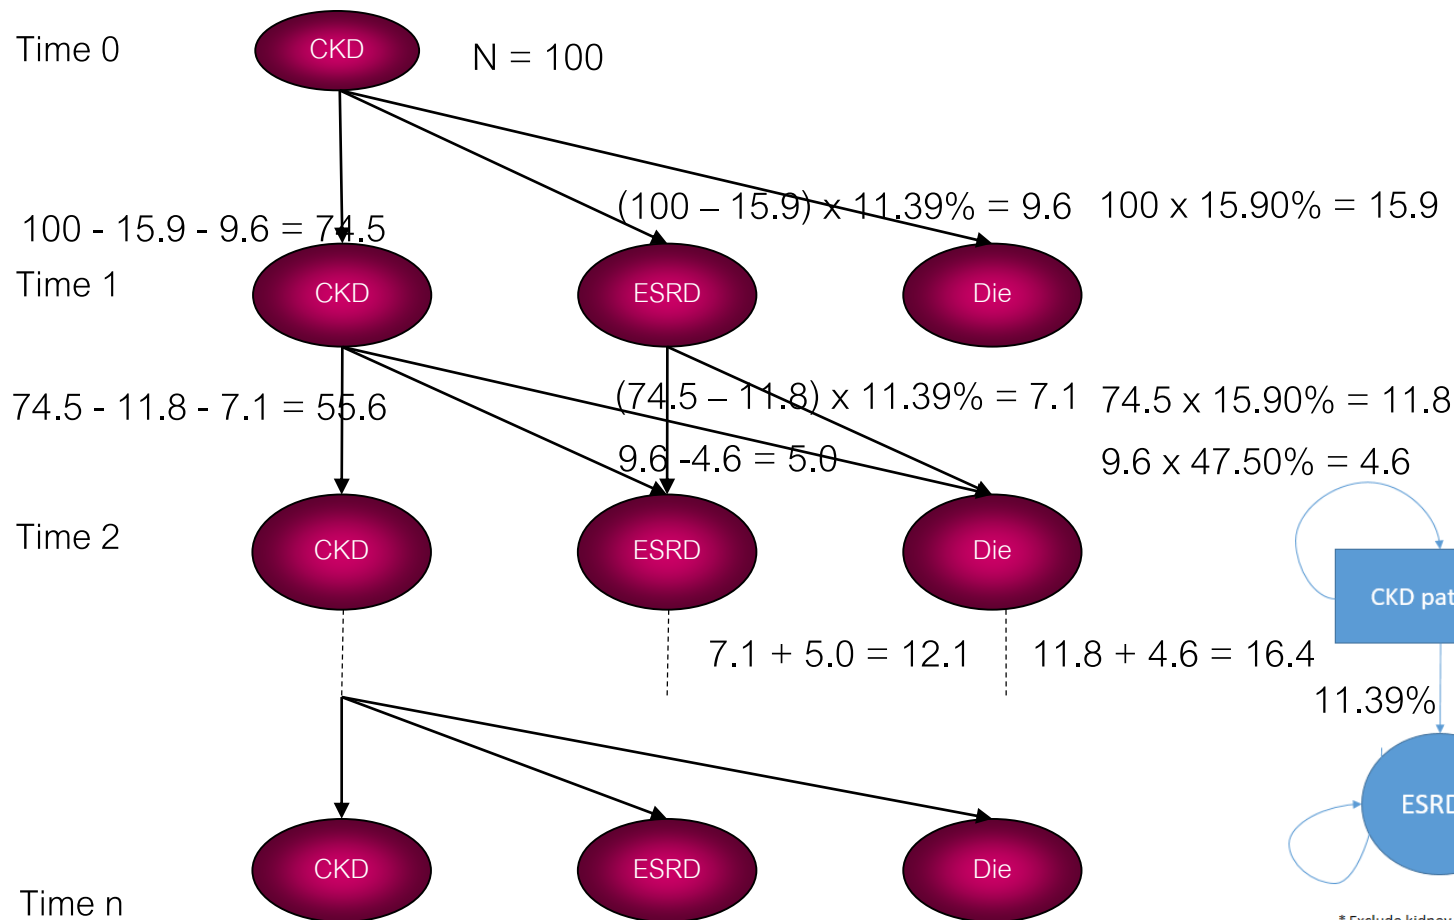 Time 0
CKD
N = 100
100 - 15.9 - 9.6 = 74.5
(100 – 15.9) x 11.39% = 9.6
100 x 15.90% = 15.9
Time 1
CKD
ESRD
Die
74.5 - 11.8 - 7.1 = 55.6
(74.5 – 11.8) x 11.39% = 7.1
74.5 x 15.90% = 11.8
9.6 -4.6 = 5.0
9.6 x 47.50% = 4.6
Time 2
CKD
ESRD
Die
CKD pat
7.1 + 5.0 = 12.1
11.8 + 4.6 = 16.4
11.39%
ESRD
CKD
ESRD
Die
Time n
* Exclude kidney